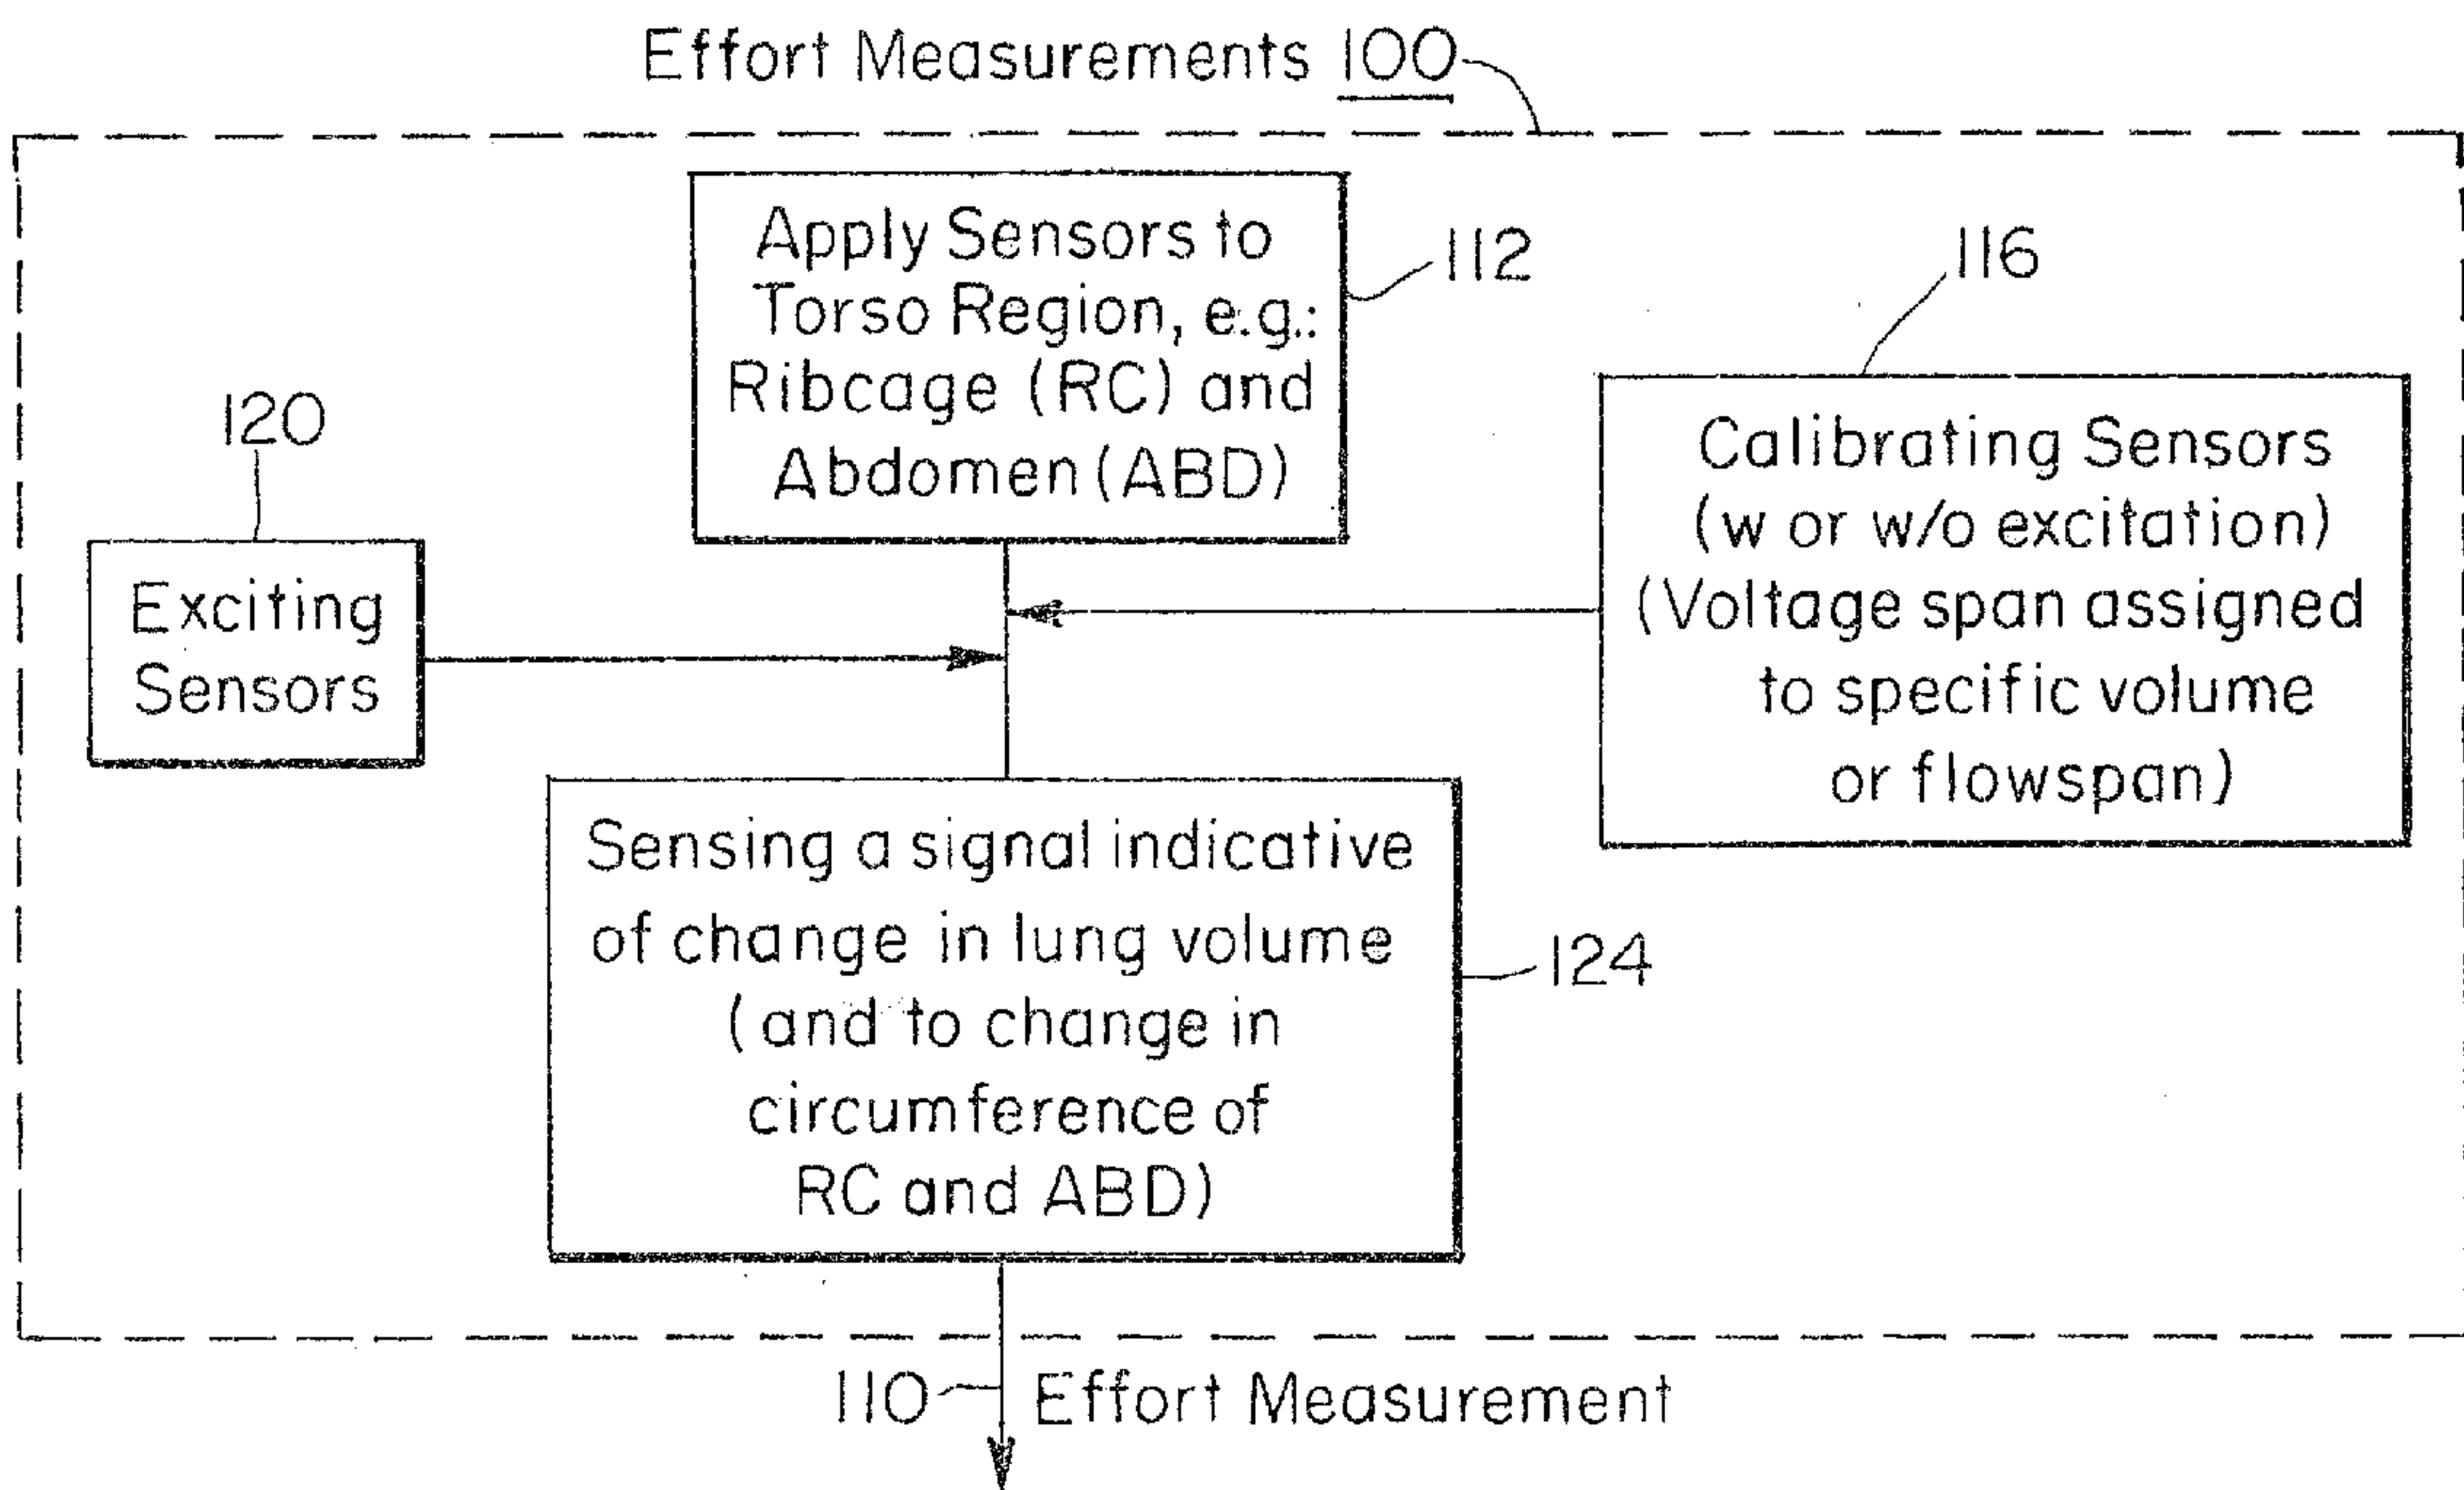 Effort Measurements 100
Apply Sensors to
Torso Region, e.g.:
Ribcage (RC) and
Abdomen (ABD)
112
116
120
Exciting
Sensors
Calibrating Sensors
(w or w/o excitation)
(Voltage span assigned
to specific volume
or flowspan)
Sensing a signal indicative
of change in lung volume
(and to change in
circumference of
RC and ABD)
124
110 Effort Measurement